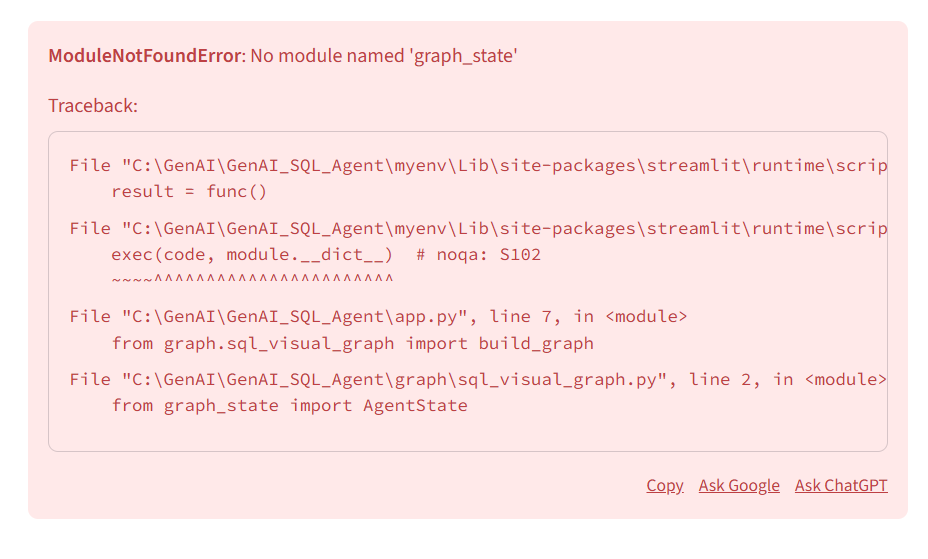 ModuleNotFoundError: No module named 'graph_state'
Traceback:
File "C:\GenAI\GenAI_SQL_Agent\myenv\Lib\site-packages\streamlit\runtime\scrip
result = func()
File "C:\GenAI\GenAI_SQL_Agent\myenv\Lib\site-packages\streamlit\runtime\scrip
exec(code, module.__dict__)  # noqa: S102
~~~~^^^^^^^^^^^^^^^^^^^^^^^
File "C:\GenAI\GenAI_SQL_Agent\app.py", line 7, in <module>
from graph.sql_visual_graph import build_graph
File "C:\GenAI\GenAI_SQL_Agent\graph\sql_visual_graph.py", line 2, in <module>
from graph_state import AgentState
Copy Ask Google Ask ChatGPT